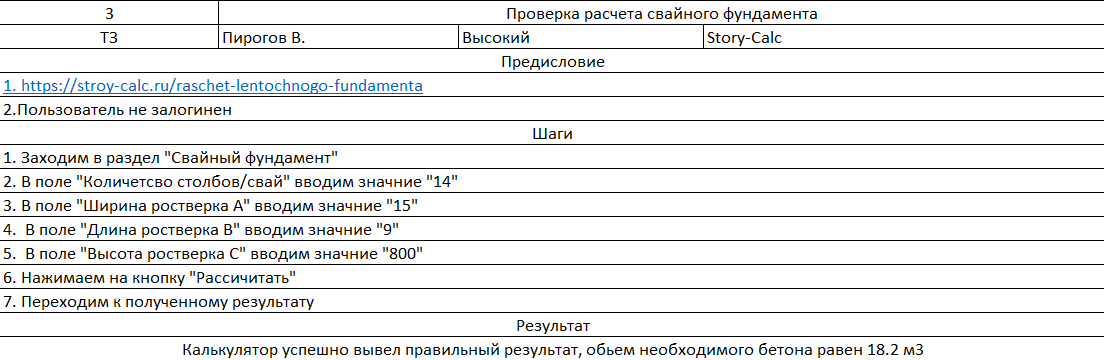 3 Проверка расчета свайного фундамента
ТЗ Пирогов В. Высокий Story-Calc
Предисловие
1. https://stroy-calc.ru/raschet-lentochnogo-fundamenta
2.Пользователь не залогинен
Шаги
1. Заходим в раздел "Свайный фундамент"
2. В поле "Количетсво столбов/свай" вводим значние "14"
3. В поле "Ширина ростверка А" вводим значние "15"
4.  В поле "Длина ростверка В" вводим значние "9"
5.  В поле "Высота ростверка С" вводим значние "800"
6. Нажимаем на кнопку "Рассичитать"
7. Переходим к полученному результату
Результат
Калькулятор успешно вывел правильный результат, обьем необходимого бетона равен 18.2 м3